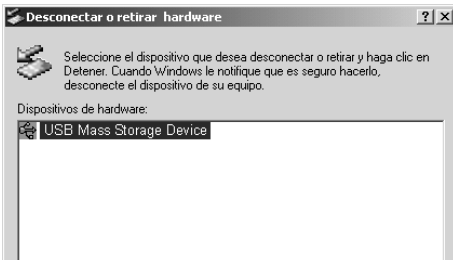 Desconectar o retirar hardware
Seleccione el dispositivo que desea desconectar o retirar y haga clic en
Detener. Cuando Windows le notifique que es seguro hacerlo,
desconecte el dispositivo de su equipo.
Dispositivos de hardware:
USB Mass Storage Device